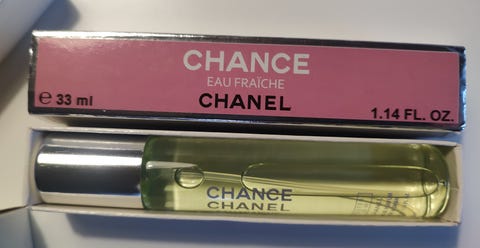 CHANCE
EAU FRAÎCHE
CHANEL
℮ 33 ml
1.14 FL. OZ.
CHANCE
CHANEL